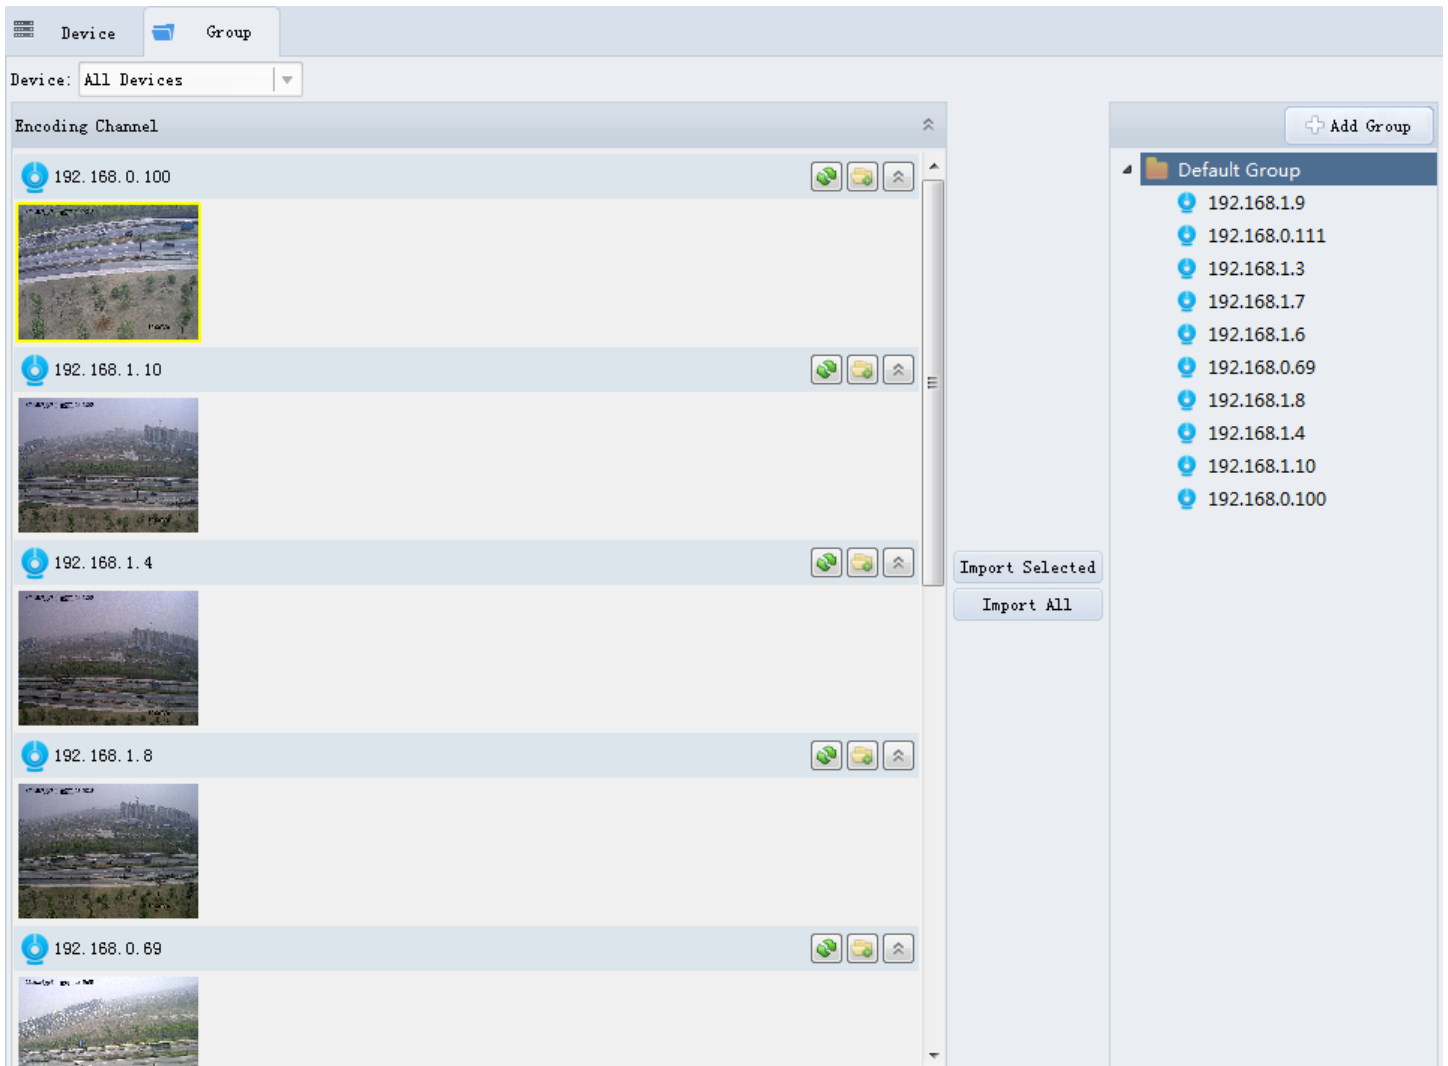 Device
Group
Device: All Devices
Encoding Channel
192.168.0.100
192.168.1.10
192.168.1.4
192.168.1.8
192.168.0.69
Import Selected
Import All
Add Group
Default Group
192.168.1.9
192.168.0.111
192.168.1.3
192.168.1.7
192.168.1.6
192.168.0.69
192.168.1.8
192.168.1.4
192.168.1.10
192.168.0.100